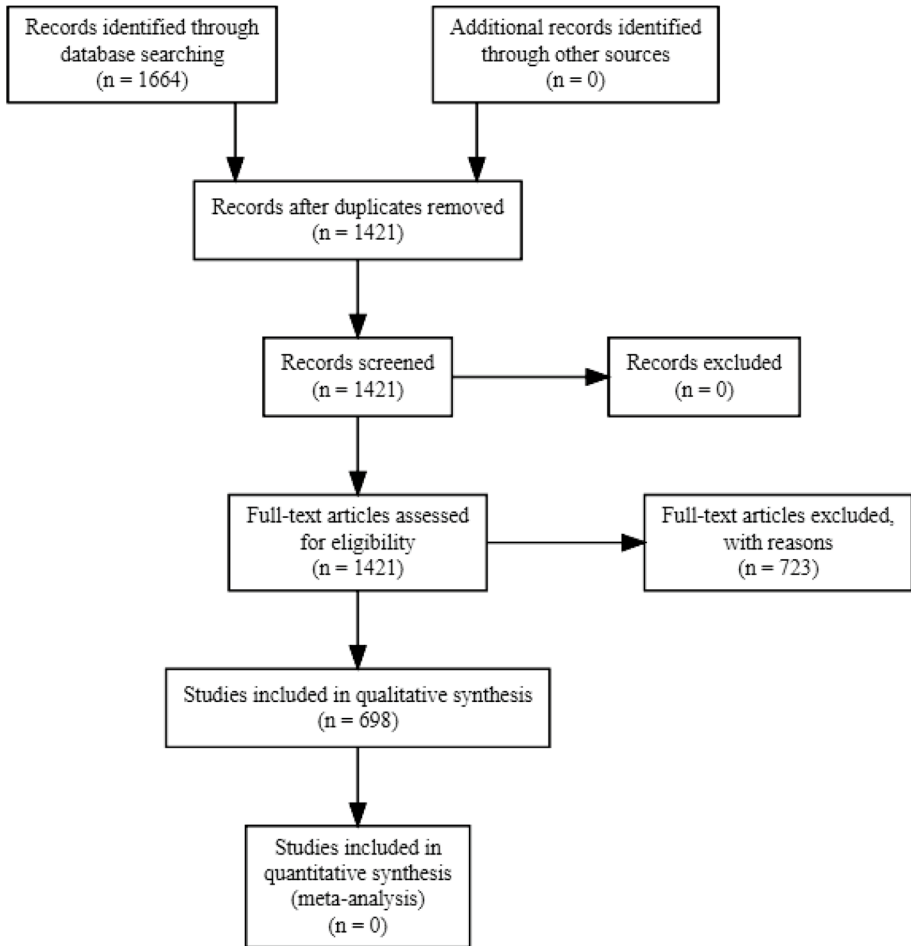 Records identified through
database searching
(n = 1664)
Additional records identified
through other sources
(n = 0)
Records after duplicates removed
(n = 1421)
Records screened
(n = 1421)
Records excluded
(n = 0)
Full-text articles assessed
for eligibility
(n = 1421)
Full-text articles excluded,
with reasons
(n = 723)
Studies included in qualitative synthesis
(n = 698)
Studies included in
quantitative synthesis
(meta-analysis)
(n = 0)